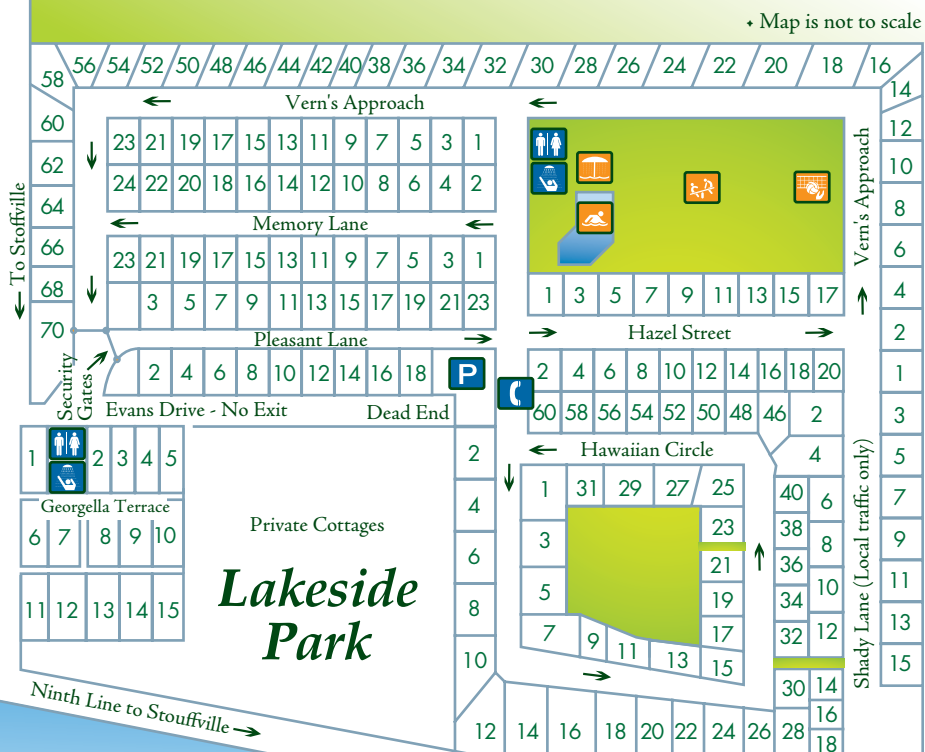 Map is not to scale
58 56 54 52 50 48 46 44 42 40 38 36 34 32 30 28 26 24 22 20 18 16 14
Vern's Approach
60
62
64
66
68
70
To Stoffville
23 21 19 17 15 13 11 9 7 5 3 1
24 22 20 18 16 14 12 10 8 6 4 2
Memory Lane
23 21 19 17 15 13 11 9 7 5 3 1
3 5 7 9 11 13 15 17 19 21 23
Pleasant Lane
2 4 6 8 10 12 14 16 18
P
Security
Gates
Evans Drive - No Exit
Dead End
Vern's Approach
12
10
8
6
4
2
1 3 5 7 9 11 13 15 17
Hazel Street
2 4 6 8 10 12 14 16 18 20
60 58 56 54 52 50 48 46 2
4
Hawaiian Circle
1 31 29 27 25
3 23
5 21
19
7 9 11 13 15 17
40 6
38 8
36
34 10
32 12
30 14
16
28 18
Shady Lane (Local traffic only)
1
3
5
7
9
11
13
15
1 2 3 4 5
Georgella Terrace
6 7 8 9 10
11 12 13 14 15
Private Cottages
Lakeside
Park
2
4
6
8
10
12 14 16 18 20 22 24 26
Ninth Line to Stouffville